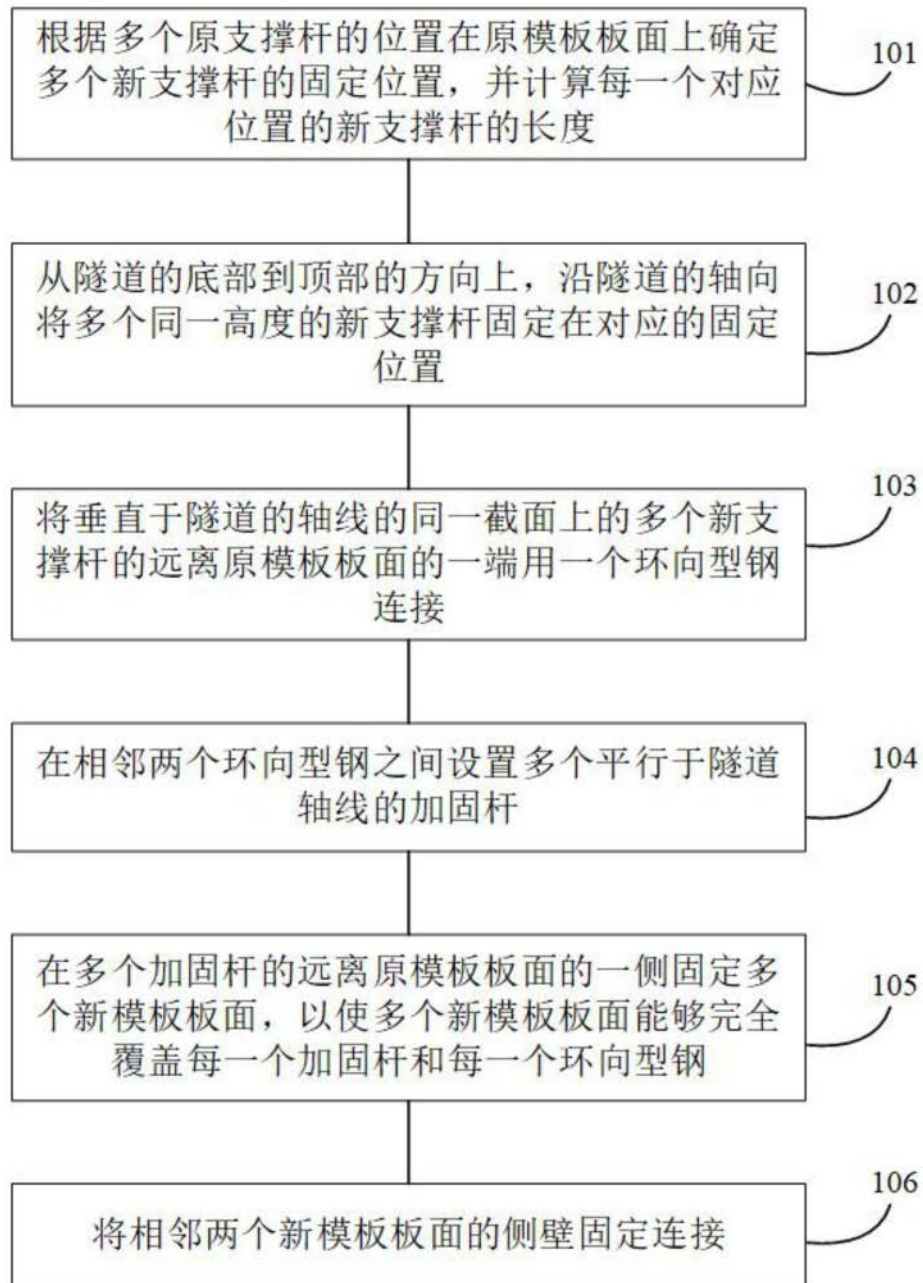 根据多个原支撑杆的位置在原模板板面上确定
多个新支撑杆的固定位置，并计算每一个对应
位置的新支撑杆的长度
101
从隧道的底部到顶部的方向上，沿隧道的轴向
将多个同一高度的新支撑杆固定在对应的固定
位置
102
将垂直于隧道的轴线的同一截面上的多个新支
撑杆的远离原模板板面的一端用一个环向型钢
连接
103
在相邻两个环向型钢之间设置多个平行于隧道
轴线的加固杆
104
在多个加固杆的远离原模板板面的一侧固定多
个新模板板面，以使多个新模板板面能够完全
覆盖每一个加固杆和每一个环向型钢
105
将相邻两个新模板板面的侧壁固定连接
106